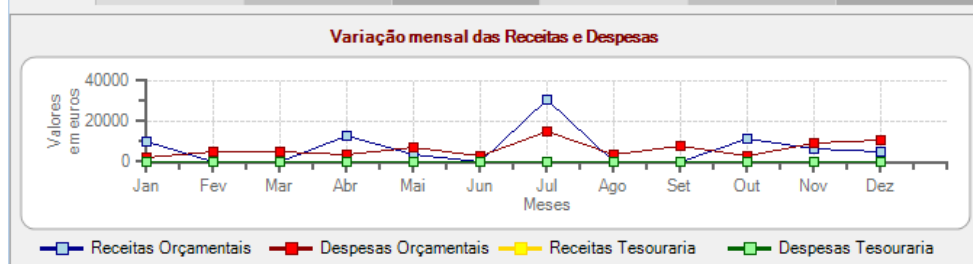 Variação mensal das Receitas e Despesas
Valores
em euros
40000
20000
0
Jan Fev Mar Abr Mai Jun Jul Ago Set Out Nov Dez
Meses
Receitas Orçamentais Despesas Orçamentais Receitas Tesouraria Despesas Tesouraria